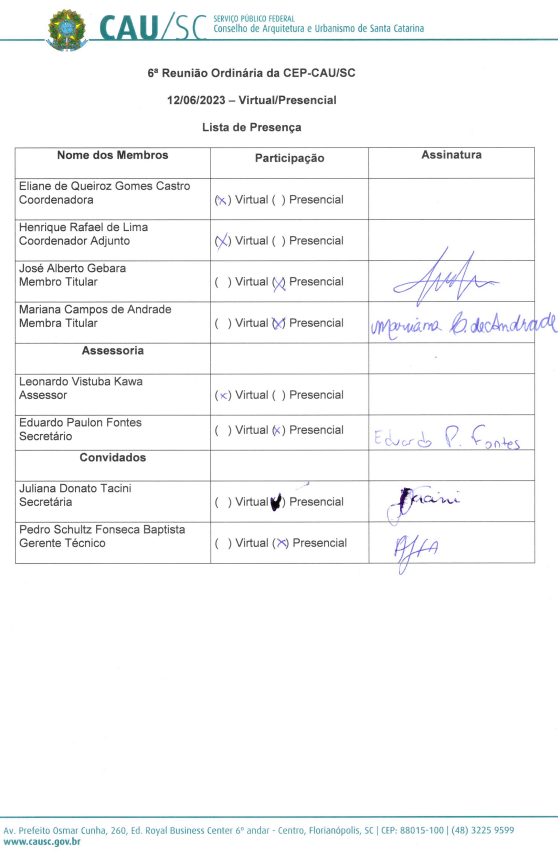 CAU/SC
SERVIÇO PÚBLICO FEDERAL
Conselho de Arquitetura e Urbanismo de Santa Catarina
6ª Reunião Ordinária da CEP-CAU/SC
12/06/2023 – Virtual/Presencial
Lista de Presença
Nome dos Membros Participação Assinatura
Eliane de Queiroz Gomes Castro
Coordenadora (x) Virtual ( ) Presencial
Henrique Rafael de Lima
Coordenador Adjunto (x) Virtual ( ) Presencial
José Alberto Gebara
Membro Titular ( ) Virtual (x) Presencial
Mariana Campos de Andrade
Membra Titular ( ) Virtual (x) Presencial Mariana C. de Andrade
Assessoria
Leonardo Vistuba Kawa
Assessor (x) Virtual ( ) Presencial
Eduardo Paulon Fontes
Secretário ( ) Virtual (x) Presencial Eduardo P. Fontes
Convidados
Juliana Donato Tacini
Secretária ( ) Virtual (x) Presencial Jtacini
Pedro Schultz Fonseca Baptista
Gerente Técnico ( ) Virtual (x) Presencial
Av. Prefeito Osmar Cunha, 260, Ed. Royal Business Center 6º andar - Centro, Florianópolis, SC | CEP: 88015-100 | (48) 3225 9599
www.causc.gov.br